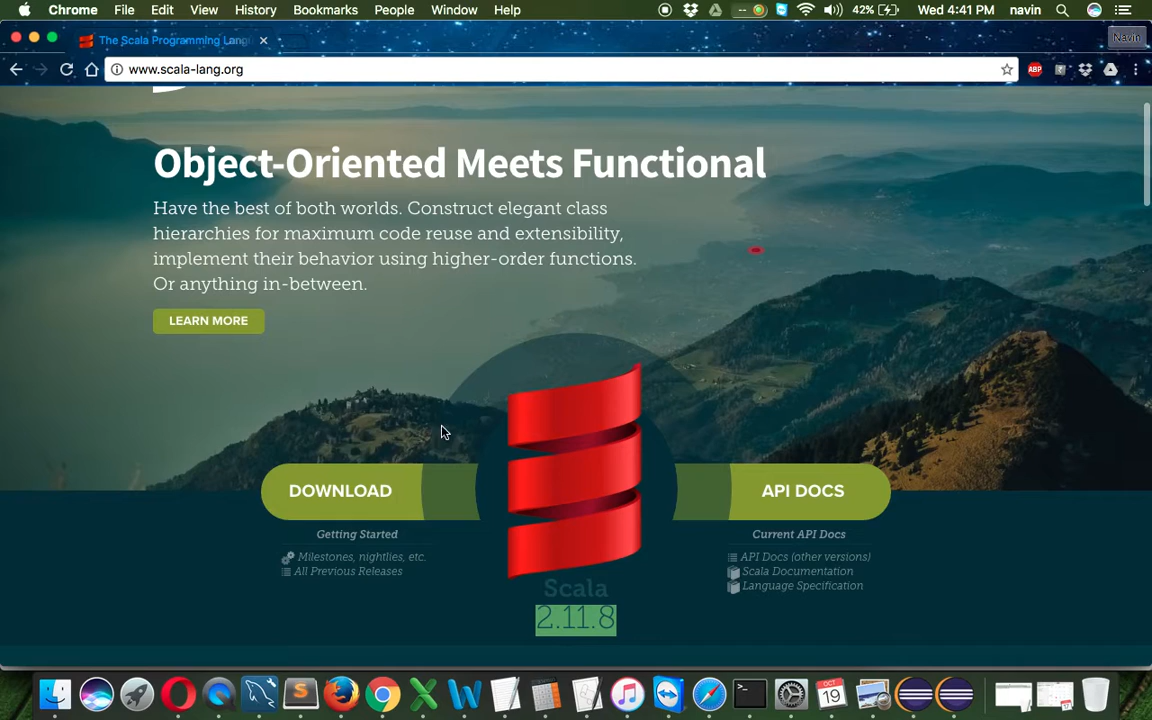 Chrome File Edit View History Bookmarks People Window Help 42% Wed 4:41 PM navin
The Scala Programming Lang Navin
www.scala-lang.org ABP
Object-Oriented Meets Functional
Have the best of both worlds. Construct elegant class
hierarchies for maximum code reuse and extensibility,
implement their behavior using higher-order functions.
Or anything in-between.
LEARN MORE
DOWNLOAD API DOCS
Getting Started Current API Docs
Milestones, nightlies, etc. API Docs (other versions)
All Previous Releases Scala Documentation
Language Specification
Scala
2.11.8
OCT
19